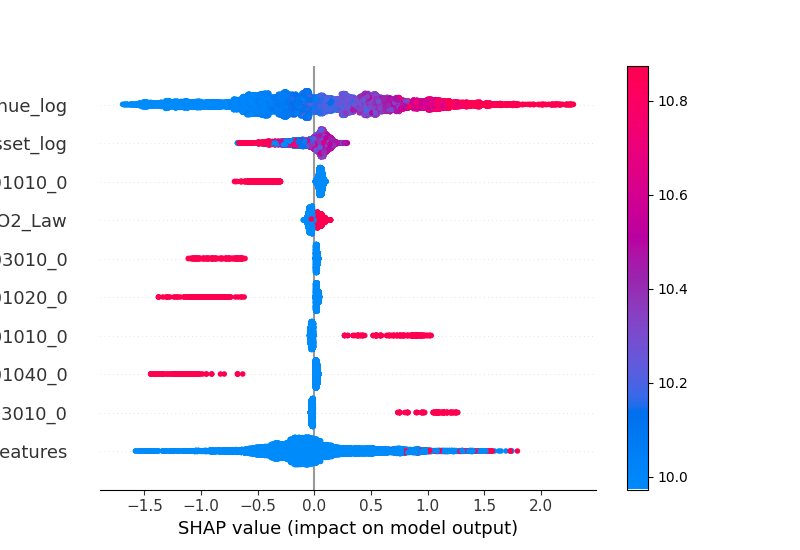 nue_log
sset_log
01010_0
O2_Law
03010_0
01020_0
01010_0
01040_0
3010_0
eatures
10.8
10.6
10.4
10.2
10.0
−1.5 −1.0 −0.5 0.0 0.5 1.0 1.5 2.0
SHAP value (impact on model output)